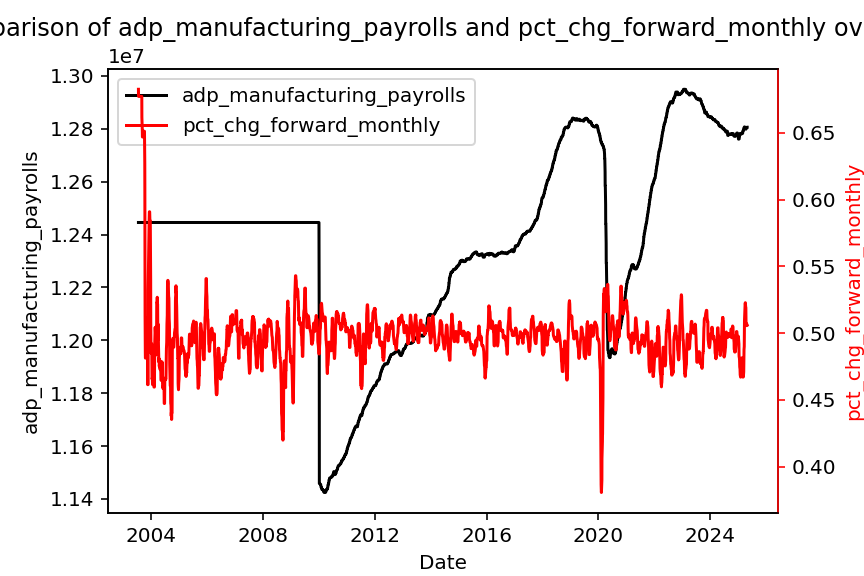 parison of adp_manufacturing_payrolls and pct_chg_forward_monthly ov
1e7
1.30
1.28
1.26
1.24
1.22
1.20
1.18
1.16
1.14
adp_manufacturing_payrolls
adp_manufacturing_payrolls
pct_chg_forward_monthly
0.65
0.60
0.55
0.50
0.45
0.40
pct_chg_forward_monthly
2004 2008 2012 2016 2020 2024
Date